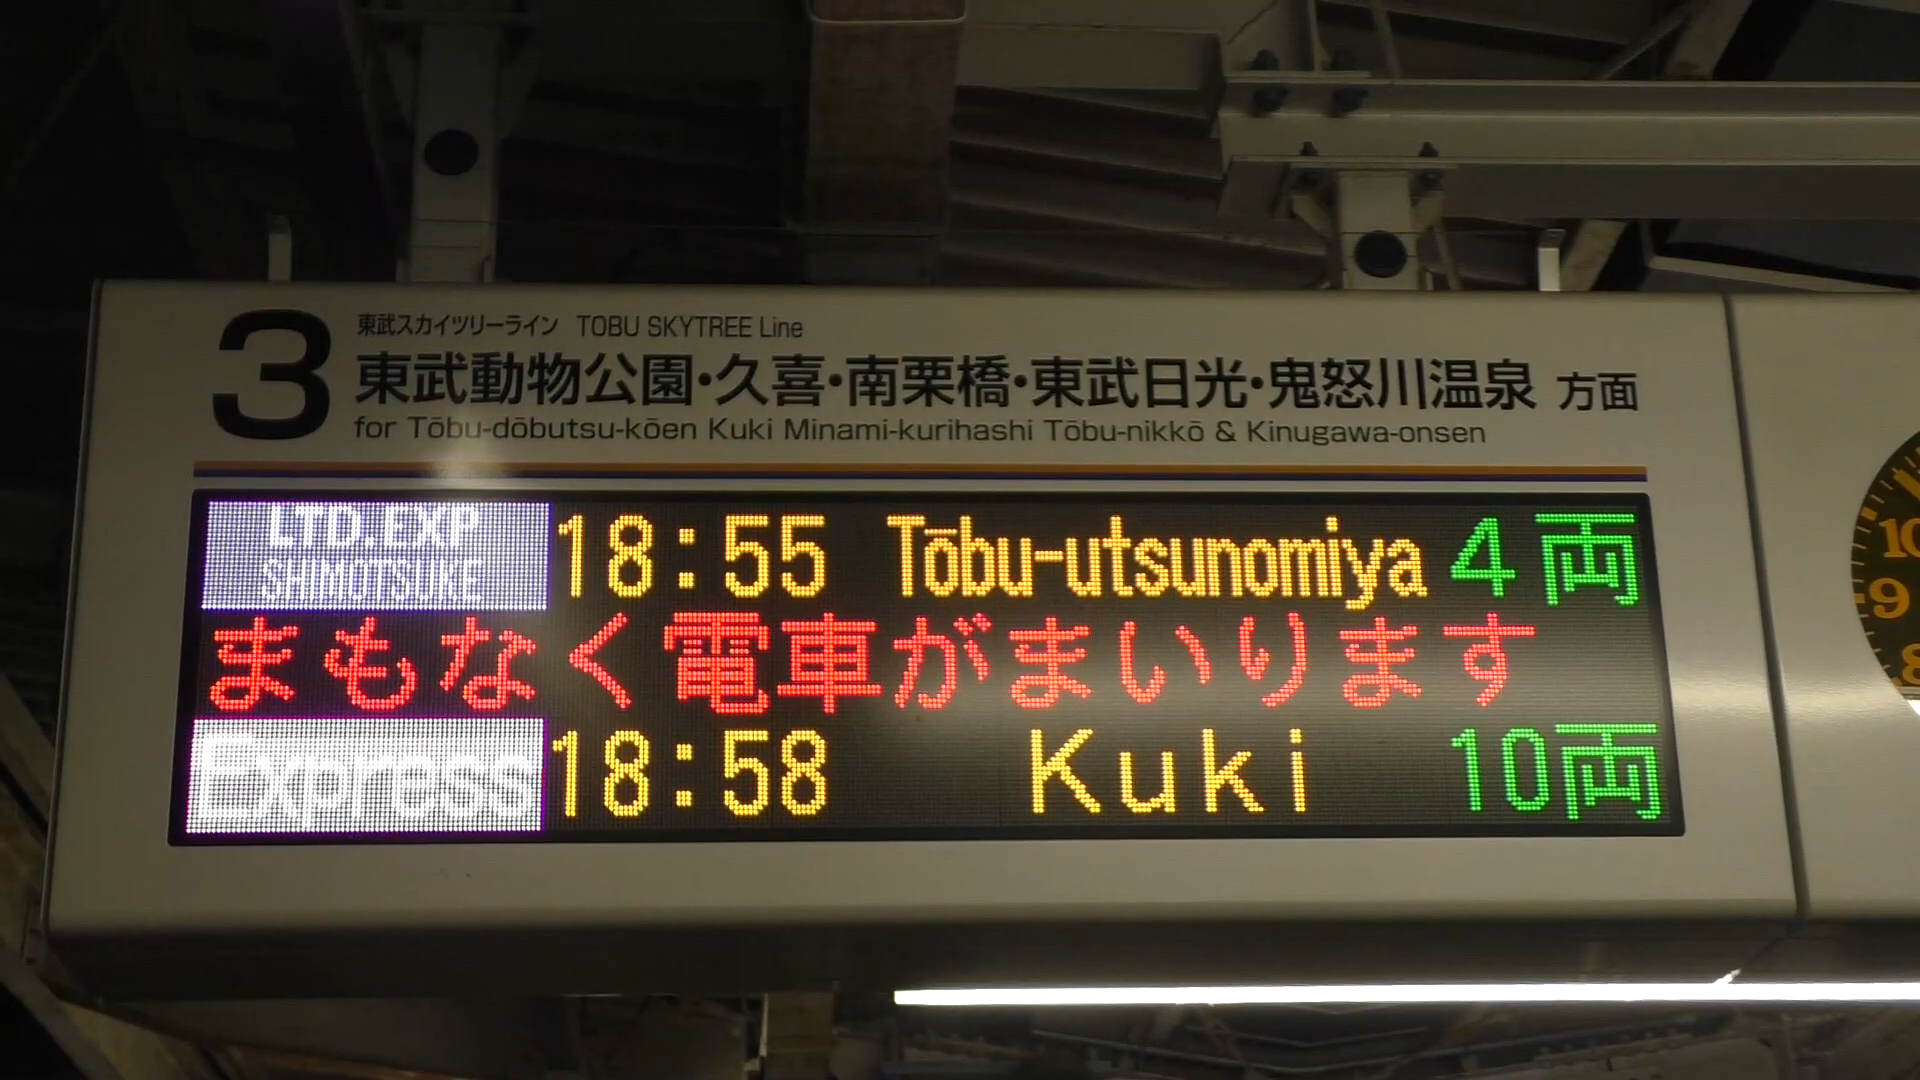 3
東武スカイツリーライン TOBU SKYTREE Line
東武動物公園・久喜・南栗橋・東武日光・鬼怒川温泉 方面
for Tōbu-dōbutsu-kōen Kuki Minami-kurihashi Tōbu-nikkō & Kinugawa-onsen
LTD.EXP
SHIMOTSUKE
18:55 Tōbu-utsunomiya 4両
まもなく電車がまいります
Express 18:58 Kuki 10両
10
9
8